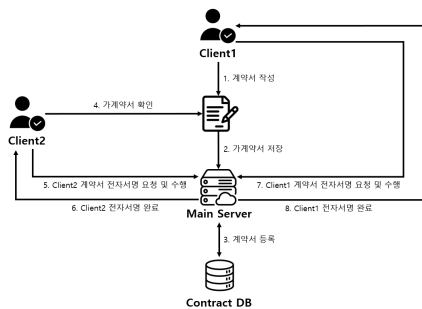 Client1
1. 계약서 작성
4. 가계약서 확인
Client2
2. 가계약서 저장
5. Client2 계약서 전자서명 요청 및 수행
7. Client1 계약서 전자서명 요청 및 수행
6. Client2 전자서명 완료
8. Client1 전자서명 완료
Main Server
3. 계약서 등록
Contract DB